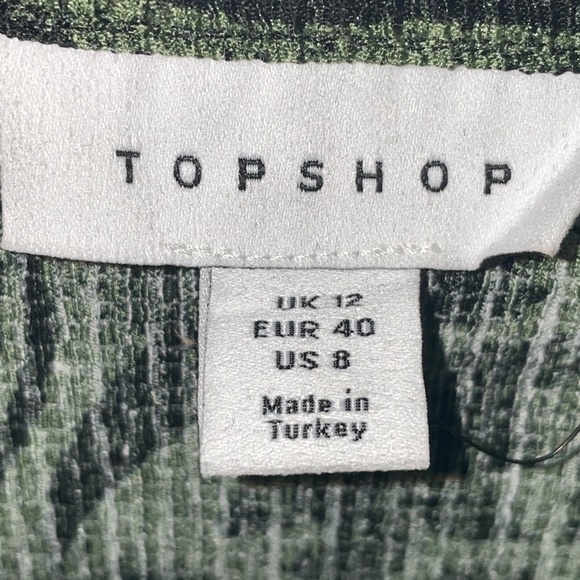 TOPSHOP
UK 12
EUR 40
US 8
Made in
Turkey